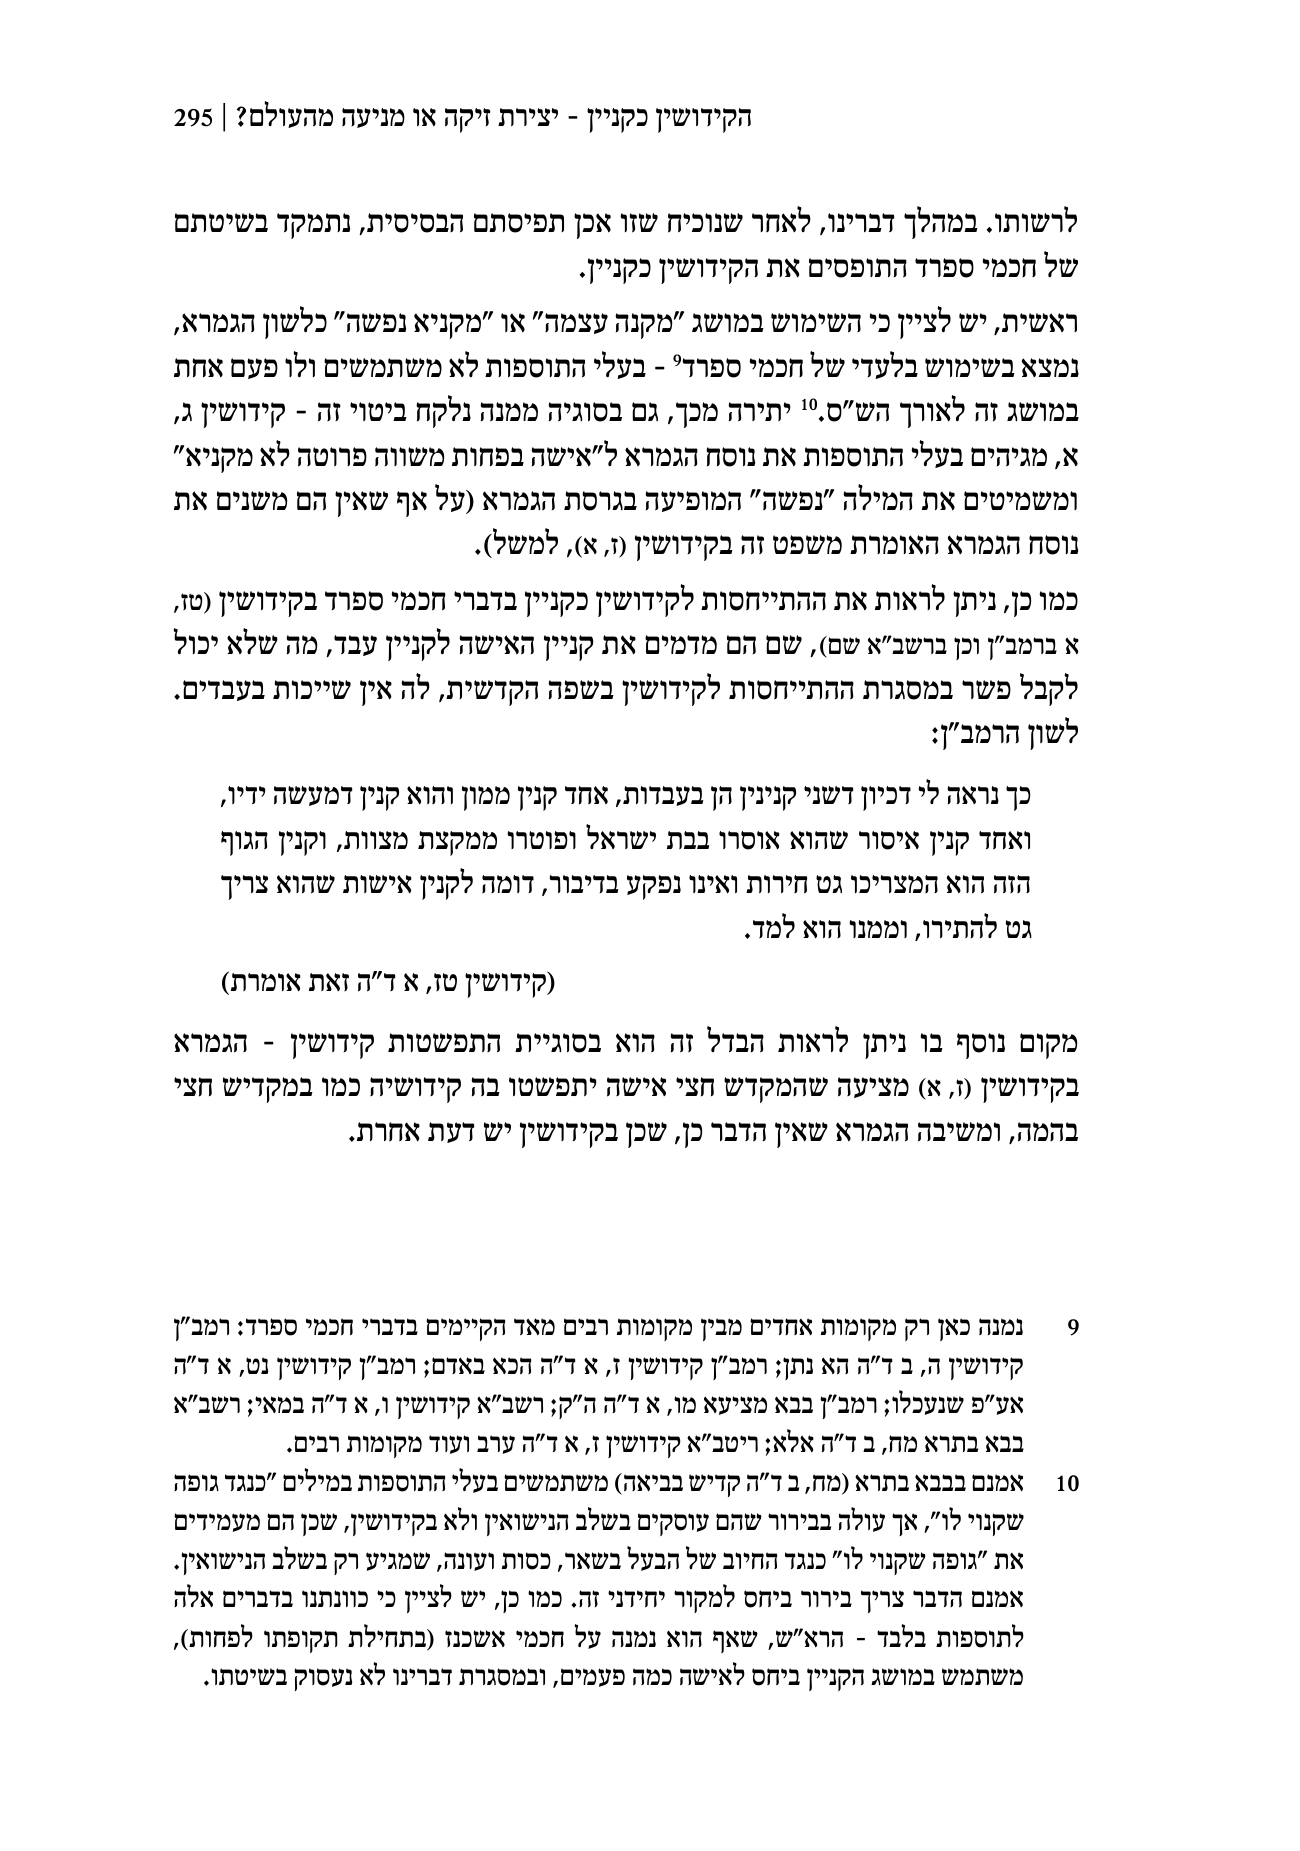 הקידושין כקניין - יצירת זיקה או מניעה מהעולם? | 295
לרשותו. במהלך דברינו, לאחר שנוכיח שזו אכן תפיסתם הבסיסית, נתמקד בשיטתם
של חכמי ספרד התופסים את הקידושין כקניין.
ראשית, יש לציין כי השימוש במושג "מקנה עצמה" או "מקניא נפשה" כלשון הגמרא,
נמצא בשימוש בלעדי של חכמי ספרד9 - בעלי התוספות לא משתמשים ולו פעם אחת
במושג זה לאורך הש"ס.10 יתירה מכך, גם בסוגיה ממנה נלקח ביטוי זה - קידושין ג,
א, מגיהים בעלי התוספות את נוסח הגמרא ל"אישה בפחות משווה פרוטה לא מקניא"
ומשמיטים את המילה "נפשה" המופיעה בגרסת הגמרא (על אף שאין הם משנים את
נוסח הגמרא האומרת משפט זה בקידושין (ז, א), למשל).
כמו כן, ניתן לראות את ההתייחסות לקידושין כקניין בדברי חכמי ספרד בקידושין (טז,
א ברמב"ן וכן ברשב"א שם), שם הם מדמים את קניין האישה לקניין עבד, מה שלא יכול
לקבל פשר במסגרת ההתייחסות לקידושין בשפה הקדשית, לה אין שייכות בעבדים.
לשון הרמב"ן:
כך נראה לי דכיון דשני קנינין הן בעבדות, אחד קנין ממון והוא קנין דמעשה ידיו,
ואחד קנין איסור שהוא אוסרו בבת ישראל ופוטרו ממקצת מצוות, וקנין הגוף
הזה הוא המצריכו גט חירות ואינו נפקע בדיבור, דומה לקנין אישות שהוא צריך
גט להתירו, וממנו הוא למד.
(קידושין טז, א ד"ה זאת אומרת)
מקום נוסף בו ניתן לראות הבדל זה הוא בסוגיית התפשטות קידושין - הגמרא
בקידושין (ז, א) מציעה שהמקדש חצי אישה יתפשטו בה קידושיה כמו במקדיש חצי
בהמה, ומשיבה הגמרא שאין הדבר כן, שכן בקידושין יש דעת אחרת.
9 נמנה כאן רק מקומות אחדים מבין מקומות רבים מאד הקיימים בדברי חכמי ספרד: רמב"ן
קידושין ה, ב ד"ה הא נתן; רמב"ן קידושין ז, א ד"ה הכא באדם; רמב"ן קידושין נט, א ד"ה
אע"פ שנעכלו; רמב"ן בבא מציעא מו, א ד"ה ה"ק; רשב"א קידושין ו, א ד"ה במאי; רשב"א
בבא בתרא מח, ב ד"ה אלא; ריטב"א קידושין ז, א ד"ה ערב ועוד מקומות רבים.
10 אמנם בבבא בתרא (מח, ב ד"ה קדיש בביאה) משתמשים בעלי התוספות במילים "כנגד גופה
שקנוי לו", אך עולה בבירור שהם עוסקים בשלב הנישואין ולא בקידושין, שכן הם מעמידים
את "גופה שקנוי לו" כנגד החיוב של הבעל בשאר, כסות ועונה, שמגיע רק בשלב הנישואין.
אמנם הדבר צריך בירור ביחס למקור יחידני זה. כמו כן, יש לציין כי כוונתנו בדברים אלה
לתוספות בלבד - הרא"ש, שאף הוא נמנה על חכמי אשכנז (בתחילת תקופתו לפחות),
משתמש במושג הקניין ביחס לאישה כמה פעמים, ובמסגרת דברינו לא נעסוק בשיטתו.